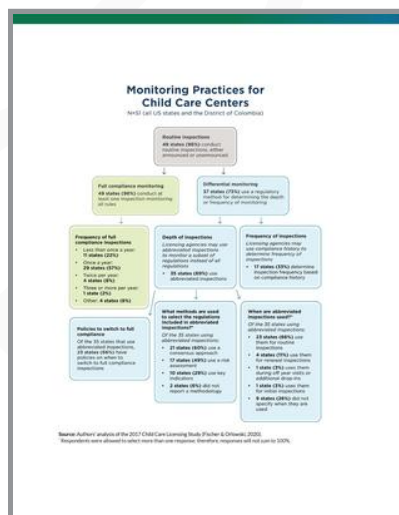 Monitoring Practices for
Child Care Centers
N=51 (all US states and the District of Columbia)
Routine inspections
49 states (96%) conduct
routine inspections, either
announced or unannounced
Full compliance monitoring
49 states (96%) conduct at
least one inspection monitoring
all rules
Differential monitoring
37 states (73%) use a regulatory
method for determining the depth
or frequency of monitoring
Frequency of full
compliance inspections
• Less than once a year:
11 states (22%)
• Once a year:
29 states (57%)
• Twice per year:
4 states (8%)
• Three or more per year:
1 state (2%)
• Other: 4 states (8%)
Depth of inspections
Licensing agencies may
use abbreviated inspections
to monitor a subset of
regulations instead of all
regulations
• 35 states (69%) use
abbreviated inspections
Frequency of inspections
Licensing agencies may
use compliance history to
determine frequency of
inspections
• 17 states (33%) determine
inspection frequency based
on compliance history
Policies to switch to full
compliance
Of the 35 states that use
abbreviated inspections,
23 states (66%) have
policies on when to
switch to full compliance
inspections
What methods are used
to select the regulations
included in abbreviated
inspections?*
Of the 35 states using
abbreviated inspections:
• 21 states (60%) use a
consensus approach
• 17 states (49%) use a risk
assessment
• 10 states (29%) use key
indicators
• 2 states (6%) did not
report a methodology
When are abbreviated
inspections used?*
Of the 35 states using
abbreviated inspections:
• 23 states (66%) use
them for routine
inspections
• 4 states (11%) use them
for renewal inspections
• 1 state (3%) uses them
during off year visits or
additional drop-ins
• 1 state (3%) uses them
for initial inspections
• 9 states (26%) did
not specify when they are
used
Source: Authors' analysis of the 2017 Child Care Licensing Study (Fischer & Orlowski, 2020).
*Respondents were allowed to select more than one response; therefore, responses will not sum to 100%.